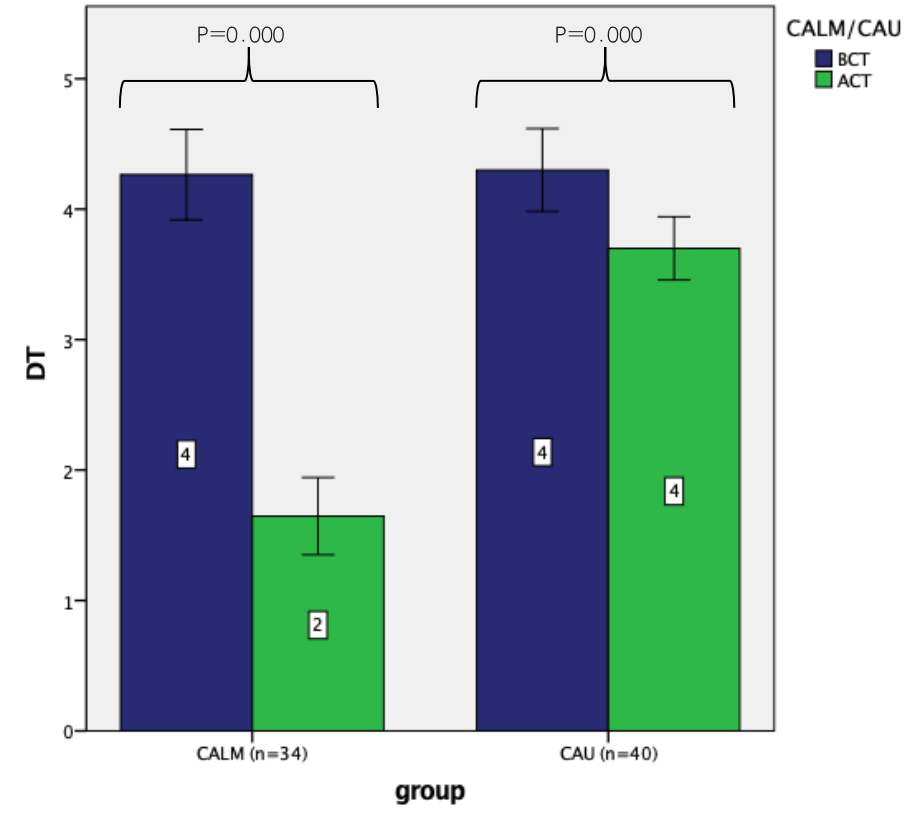 P=0.000
P=0.000
CALM/CAU
BCT
ACT
5
4
3
2
1
0
DT
4
2
4
4
CALM (n=34)
CAU (n=40)
group